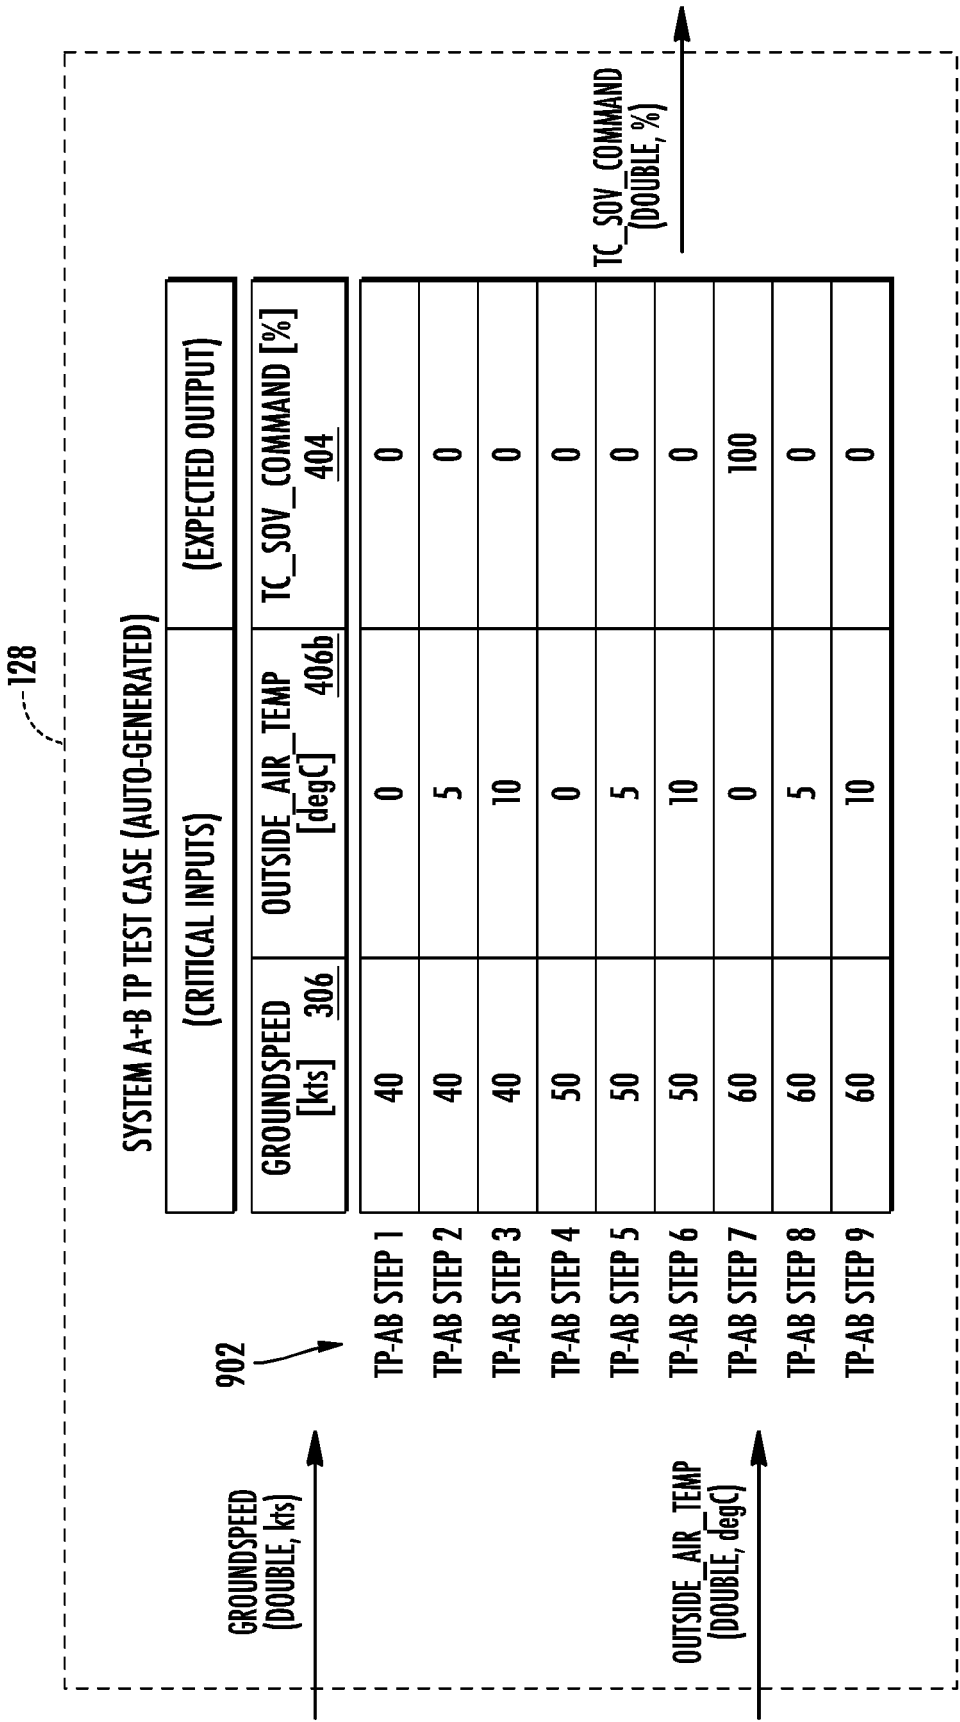 128
SYSTEM A+B TP TEST CASE (AUTO-GENERATED)
902
(CRITICAL INPUTS) (EXPECTED OUTPUT)
GROUNDSPEED
[kts] 306
OUTSIDE_AIR_TEMP
[degC] 406b
TC_SOV_COMMAND [%]
404
TP-AB STEP 1 40 0 0
TP-AB STEP 2 40 5 0
TP-AB STEP 3 40 10 0
TP-AB STEP 4 50 0 0
TP-AB STEP 5 50 5 0
TP-AB STEP 6 50 10 0
TP-AB STEP 7 60 0 100
TP-AB STEP 8 60 5 0
TP-AB STEP 9 60 10 0
GROUNDSPEED
(DOUBLE, kts)
OUTSIDE_AIR_TEMP
(DOUBLE, degC)
TC_SOV_COMMAND
(DOUBLE, %)